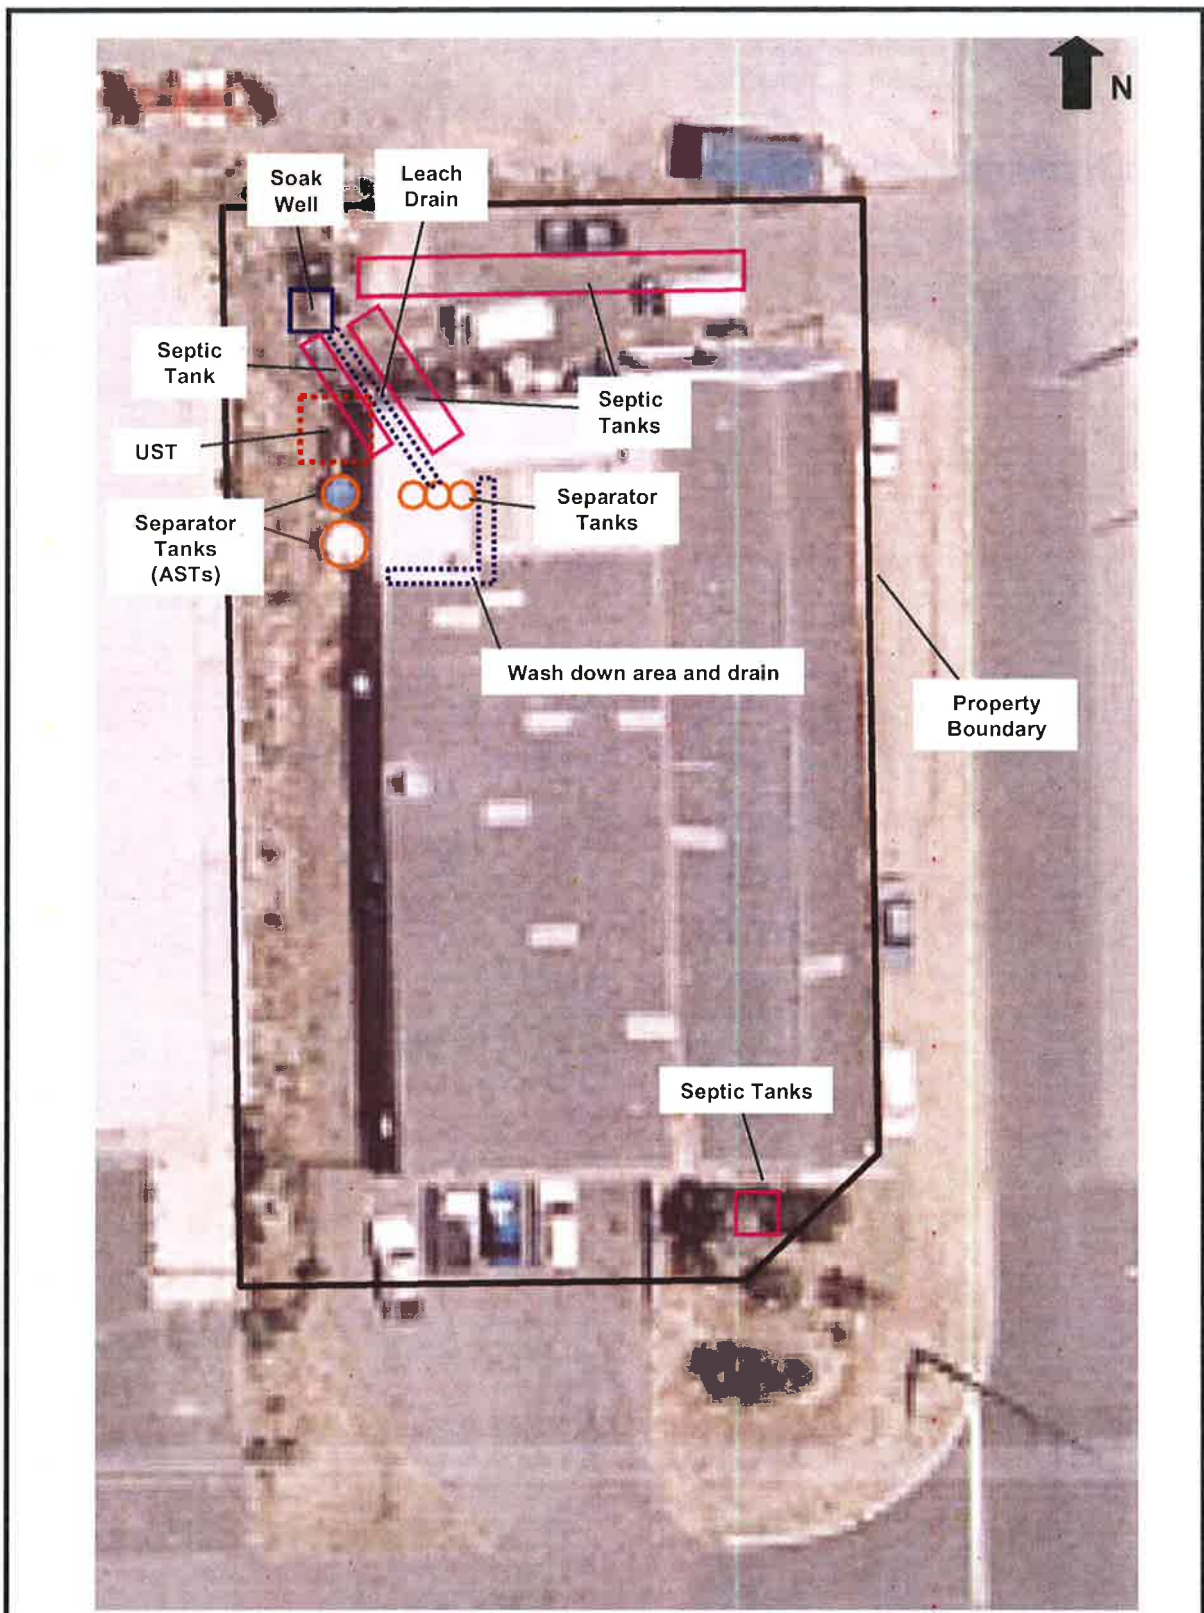 N
Soak
Well
Leach
Drain
Septic
Tank
Septic
Tanks
UST
Separator
Tanks
(ASTs)
Separator
Tanks
Wash down area and drain
Property
Boundary
Septic Tanks